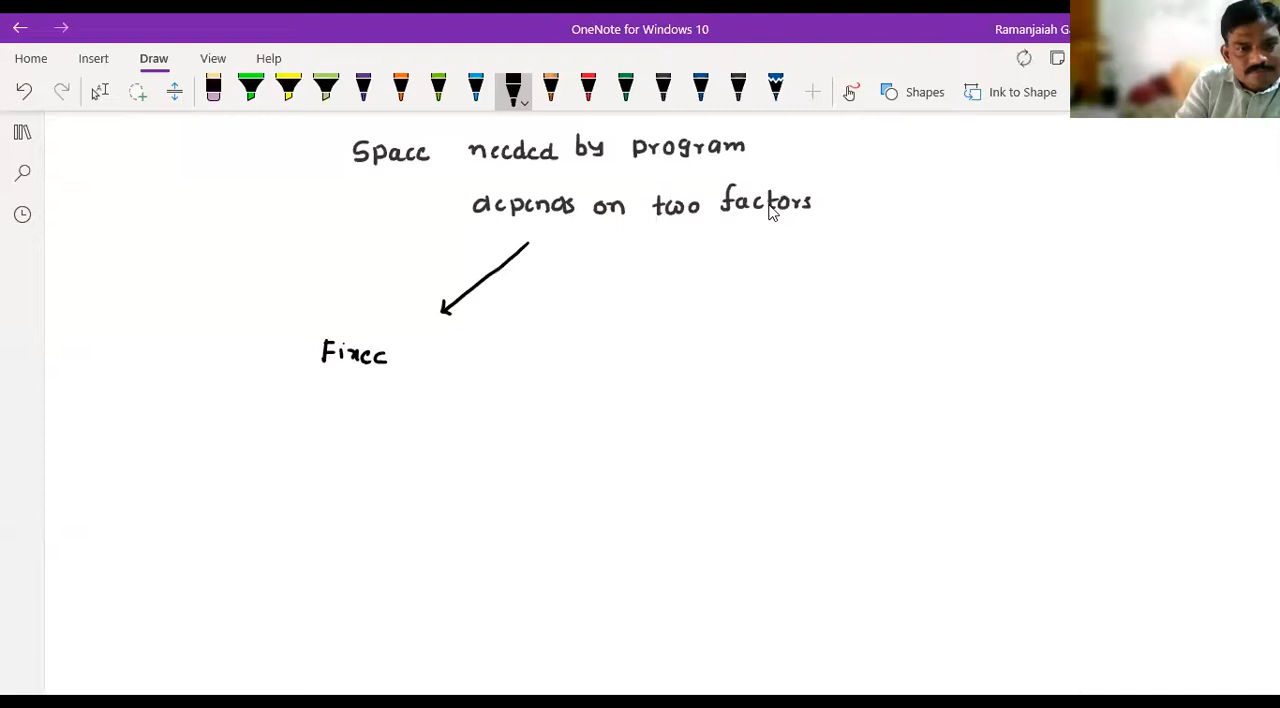 OneNote for Windows 10
Ramanjaiah G
Home Insert Draw View Help
Shapes
Ink to Shape
Space needed by program
depends on two factors
Fixec